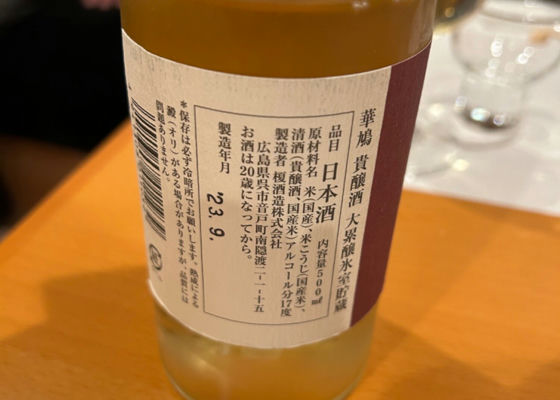 華鳩 貴醸酒 大累醸氷室貯蔵
品目 日本酒 内容量500㎖
原材料名 米(国産)、米こうじ(国産米)、
清酒(貴醸酒、国産米)アルコール分17度
製造者 榎酒造株式会社
広島県呉市音戸町南隠渡二-一-十五
お酒は20歳になってから。
製造年月 '23.9.
*保存は必ず冷暗所でお願いします。熟成による
澱(オリ)がある場合がありますが、品質には
問題ありません。